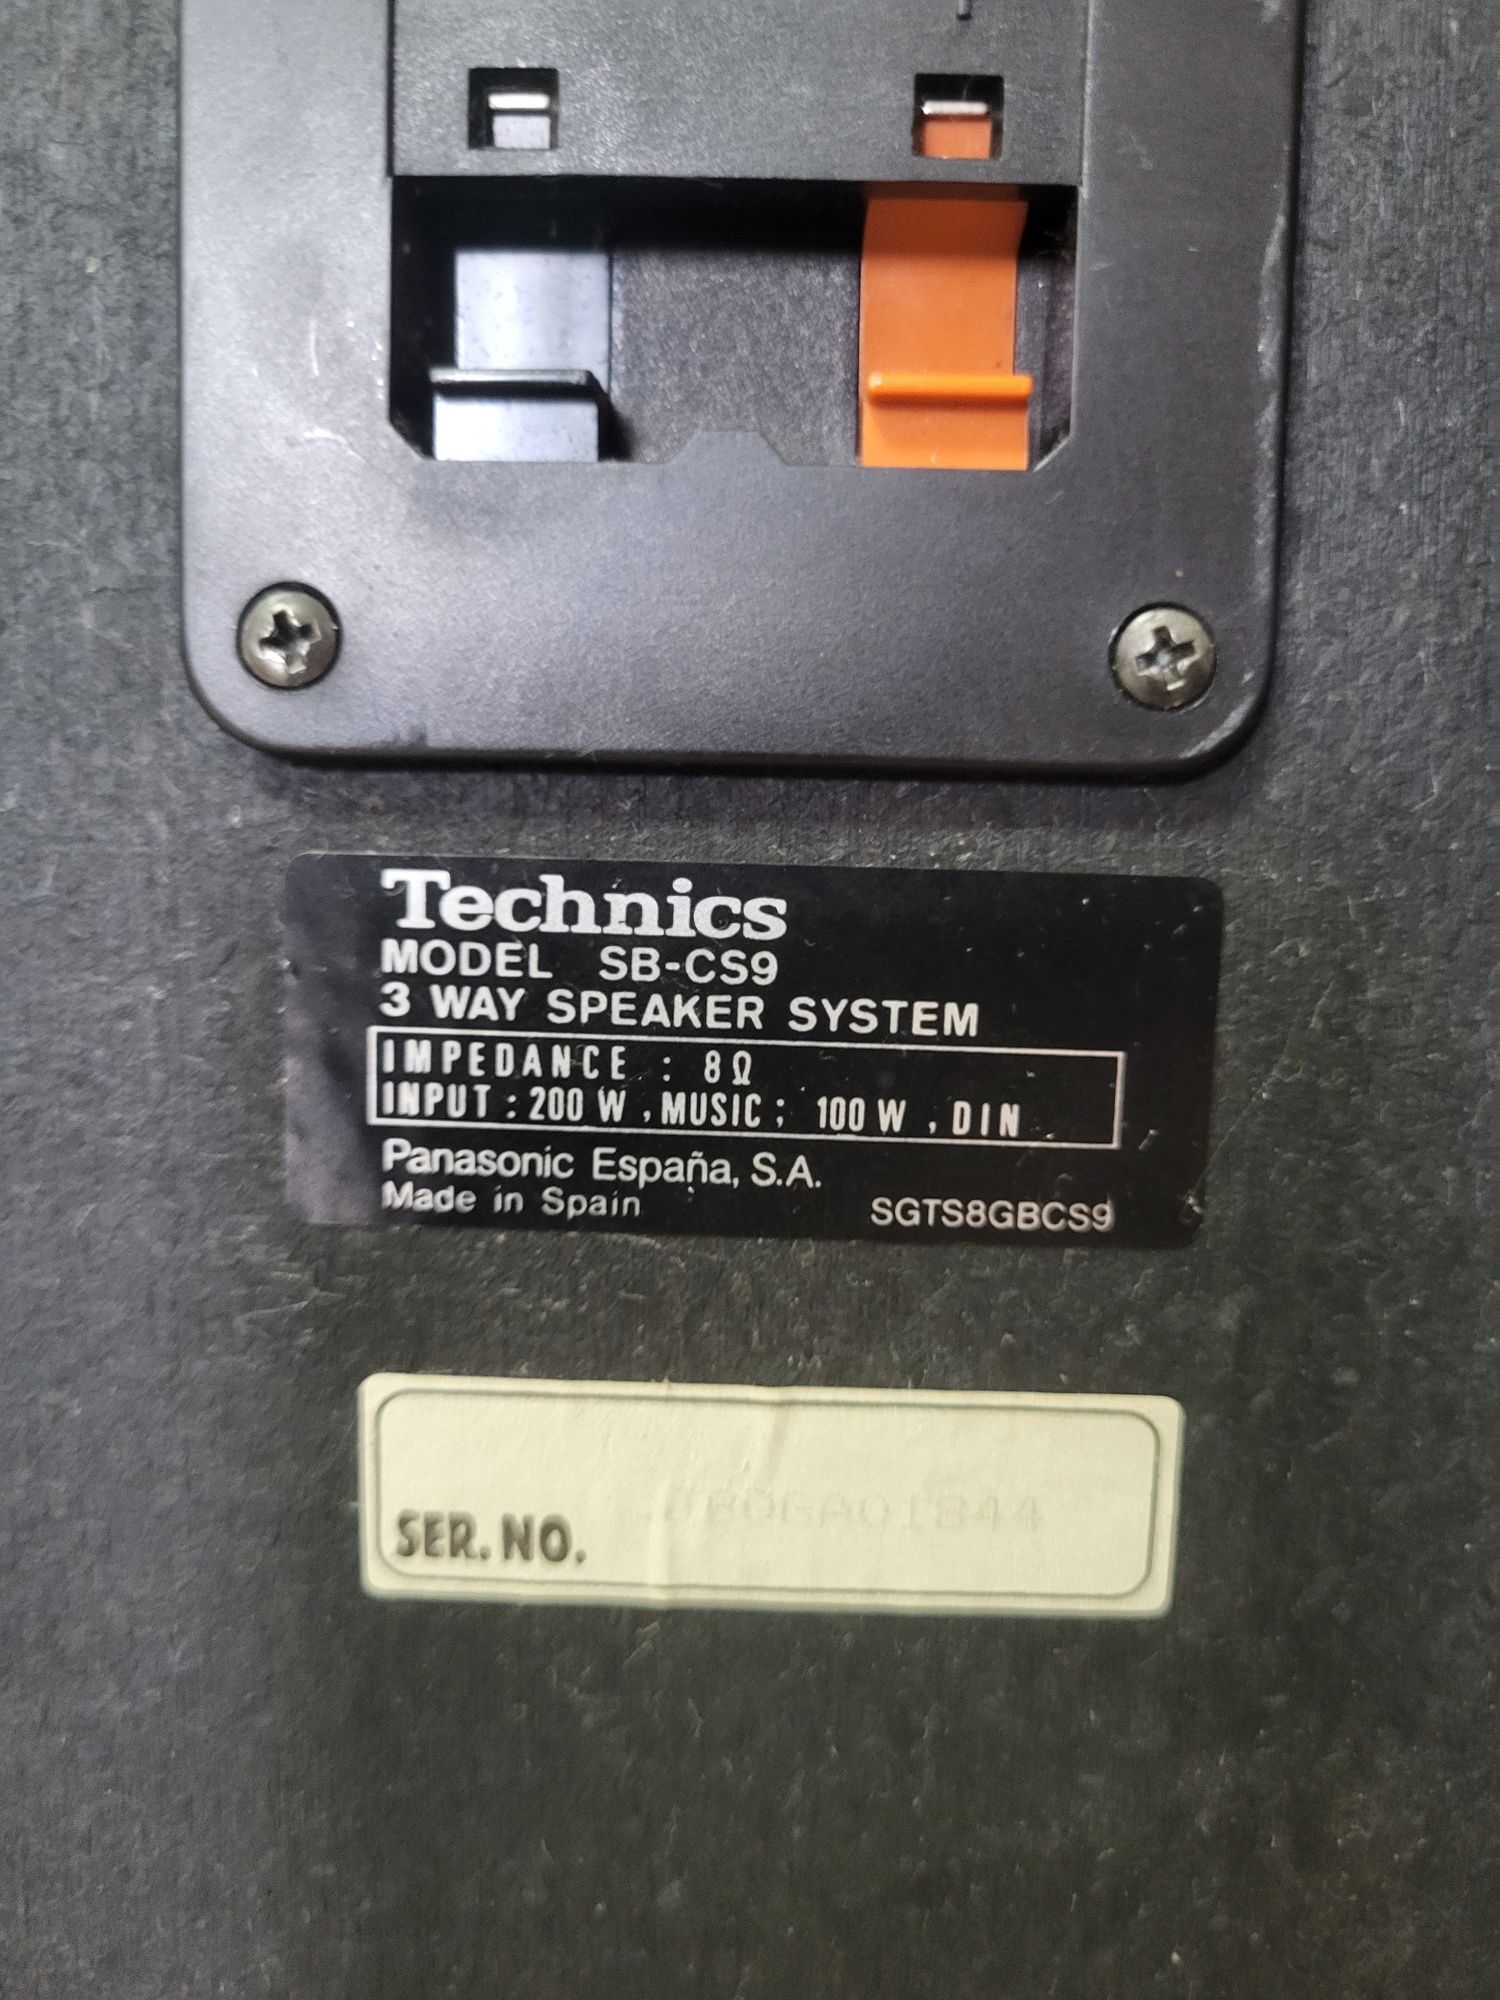 Technics
MODEL SB-CS9
3 WAY SPEAKER SYSTEM
IMPEDANCE : 8Ω
INPUT : 200 W , MUSIC ; 100 W , DIN
Panasonic España, S.A.
Made in Spain
SGTS8GBCS9
SER. NO.